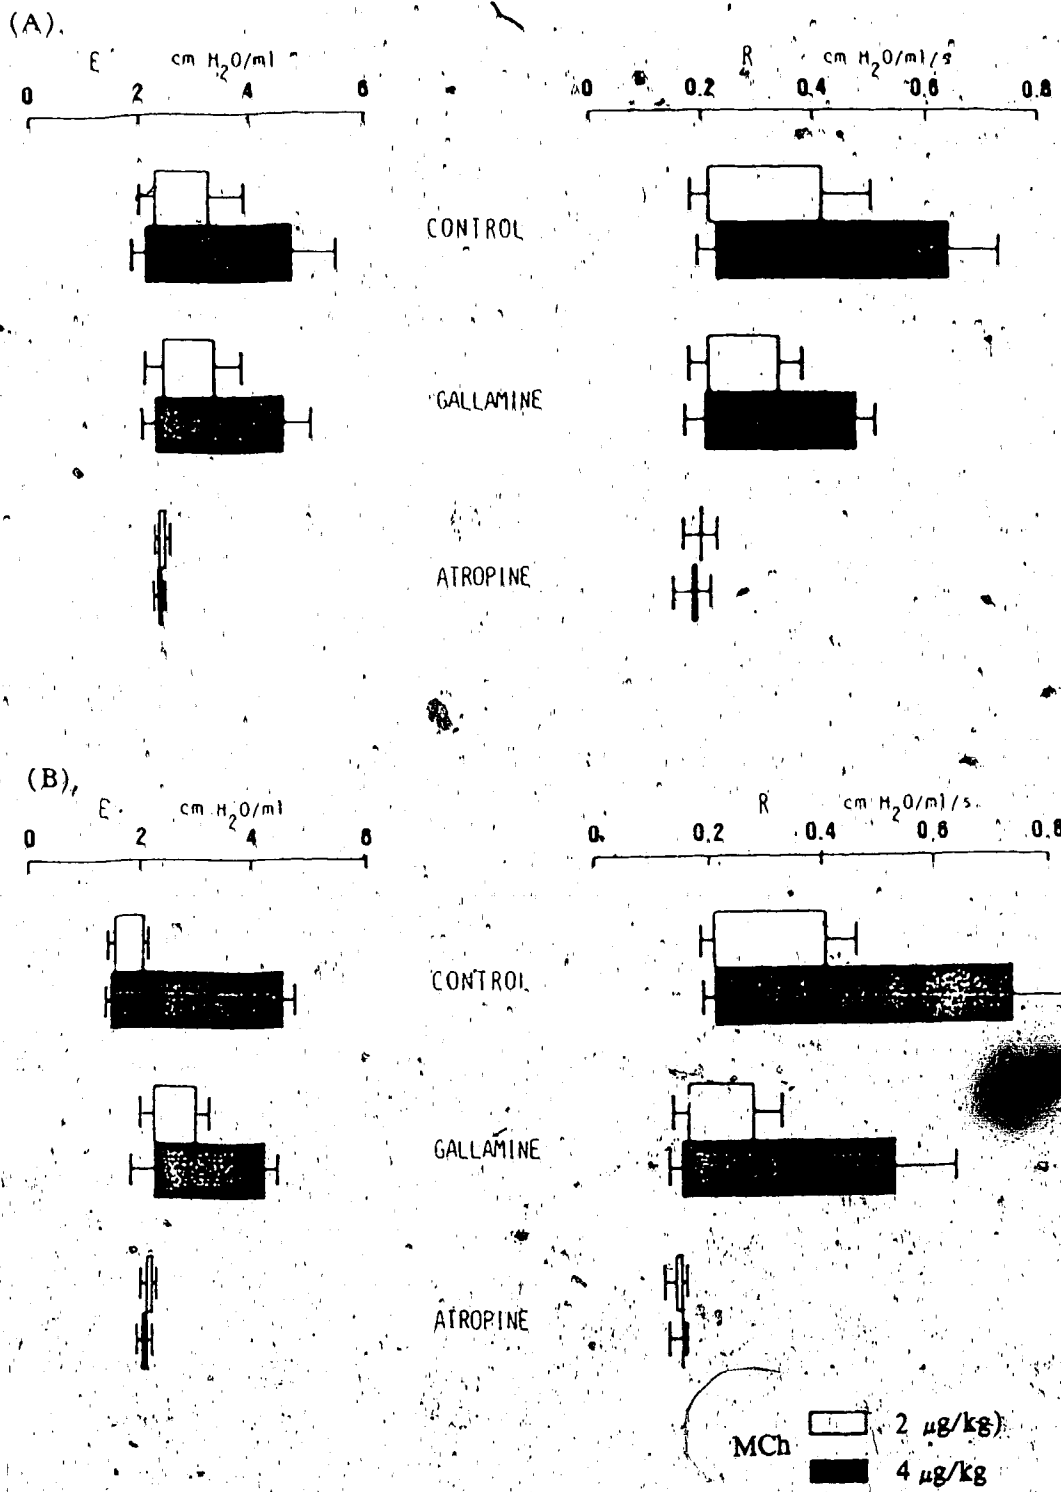 (A).
E cm H2O/ml R cm H2O/ml/s
0 2 4 6 0 0.2 0.4 0.6 0.8
CONTROL
GALLAMINE
ATROPINE
(B),
E cm H2O/ml R cm H2O/ml/s.
0 2 4 6 0. 0.2 0.4 0.6 0.8
CONTROL
GALLAMINE
ATROPINE
MCh 2 μg/kg)
4 μg/kg